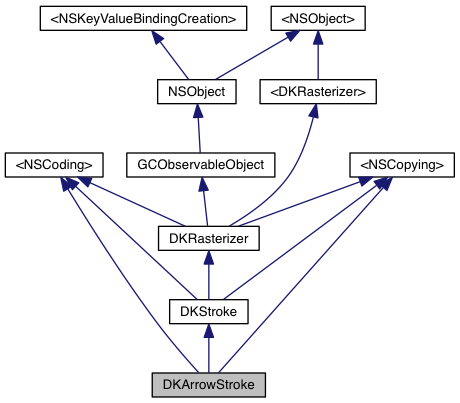 <NSKeyValueBindingCreation>
<NSObject>
NSObject
<DKRasterizer>
<NSCoding>
GCObservableObject
<NSCopying>
DKRasterizer
DKStroke
DKArrowStroke